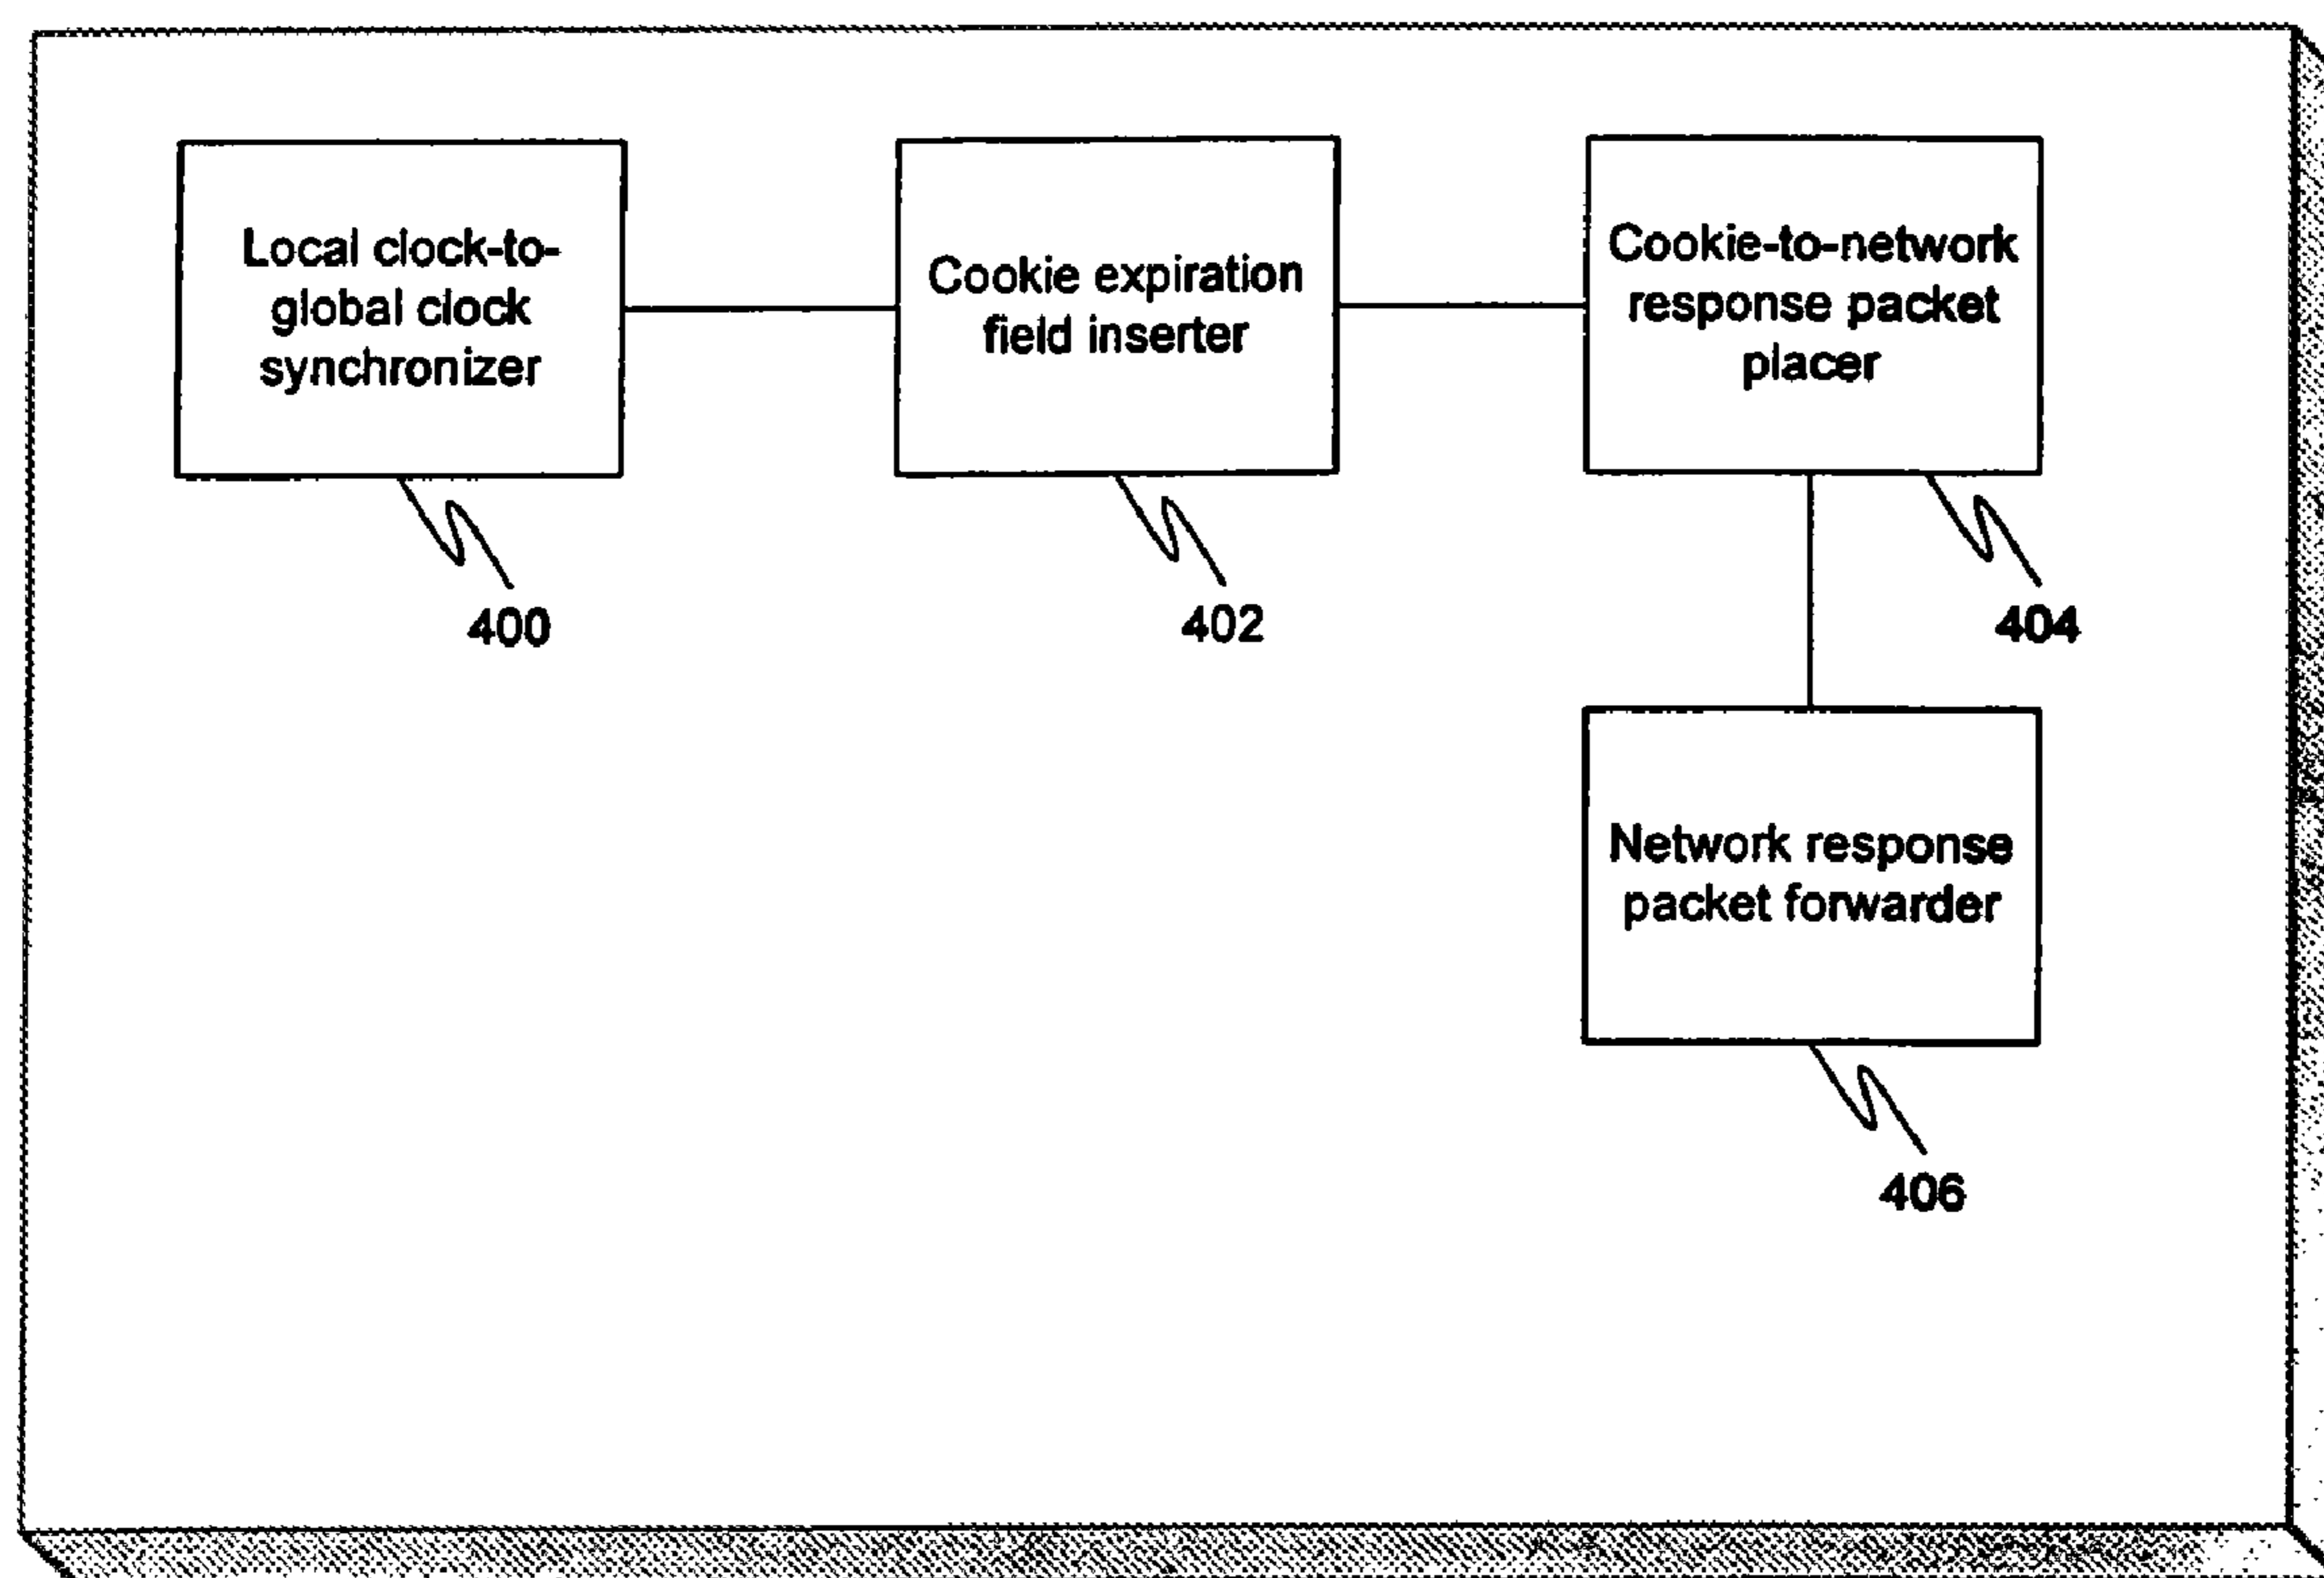 Local clock-to-
global clock
synchronizer
400
Cookie expiration
field inserter
402
Cookie-to-network
response packet
placer
404
Network response
packet forwarder
406